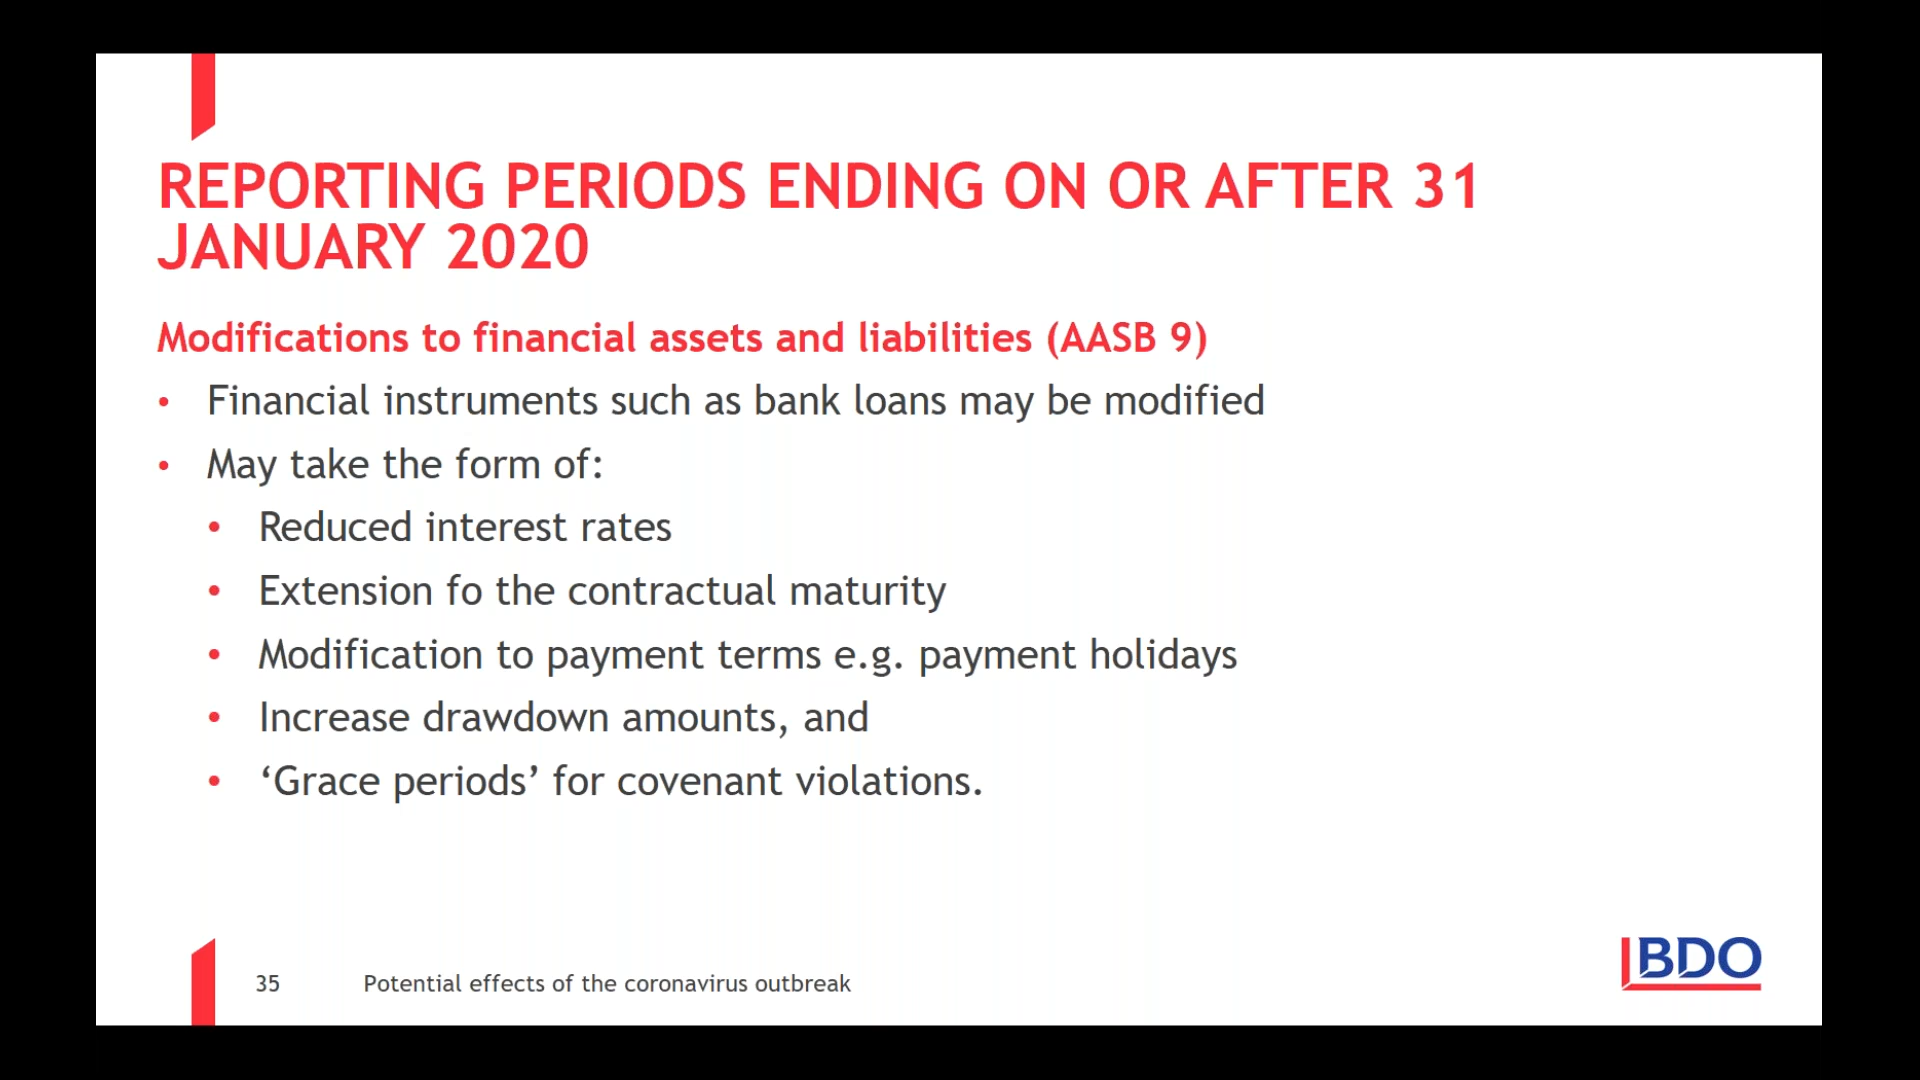 REPORTING PERIODS ENDING ON OR AFTER 31
JANUARY 2020
Modifications to financial assets and liabilities (AASB 9)
• Financial instruments such as bank loans may be modified
• May take the form of:
• Reduced interest rates
• Extension fo the contractual maturity
• Modification to payment terms e.g. payment holidays
• Increase drawdown amounts, and
• ‘Grace periods’ for covenant violations.
35 Potential effects of the coronavirus outbreak
BDO